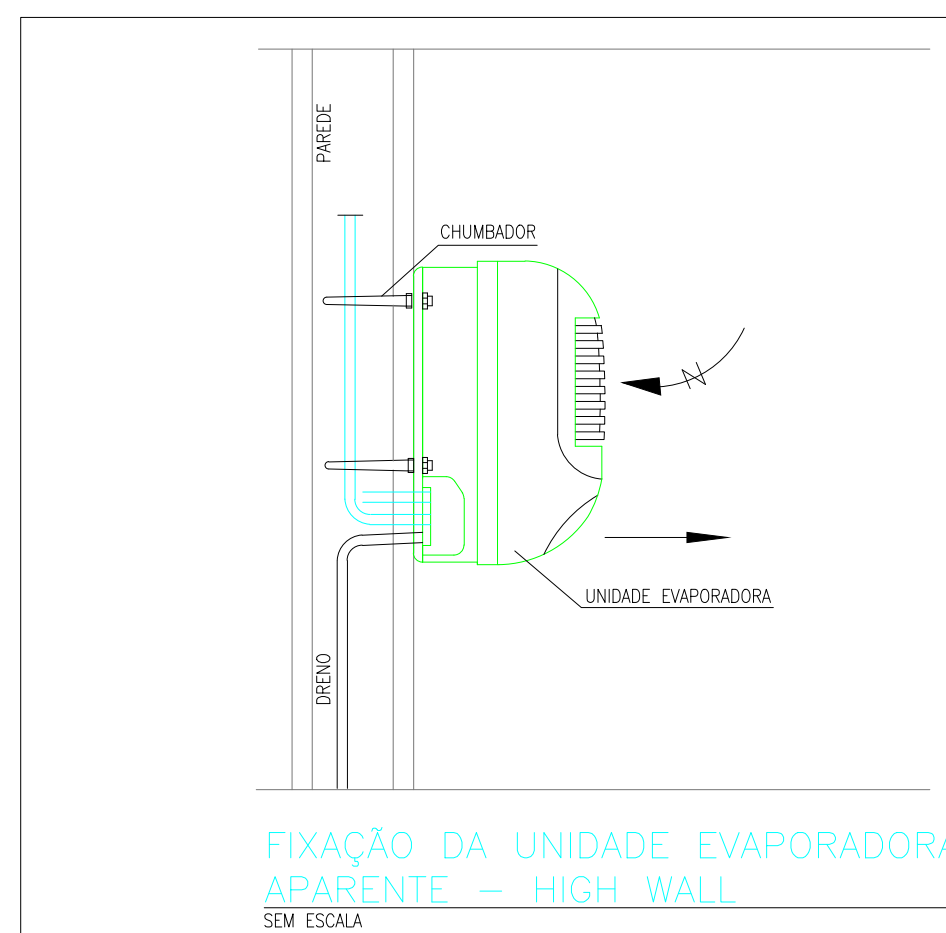 PAREDE
CHUMBADOR
UNIDADE EVAPORADORA
DRENO
FIXAÇÃO DA UNIDADE EVAPORADORA
APARENTE – HIGH WALL
SEM ESCALA